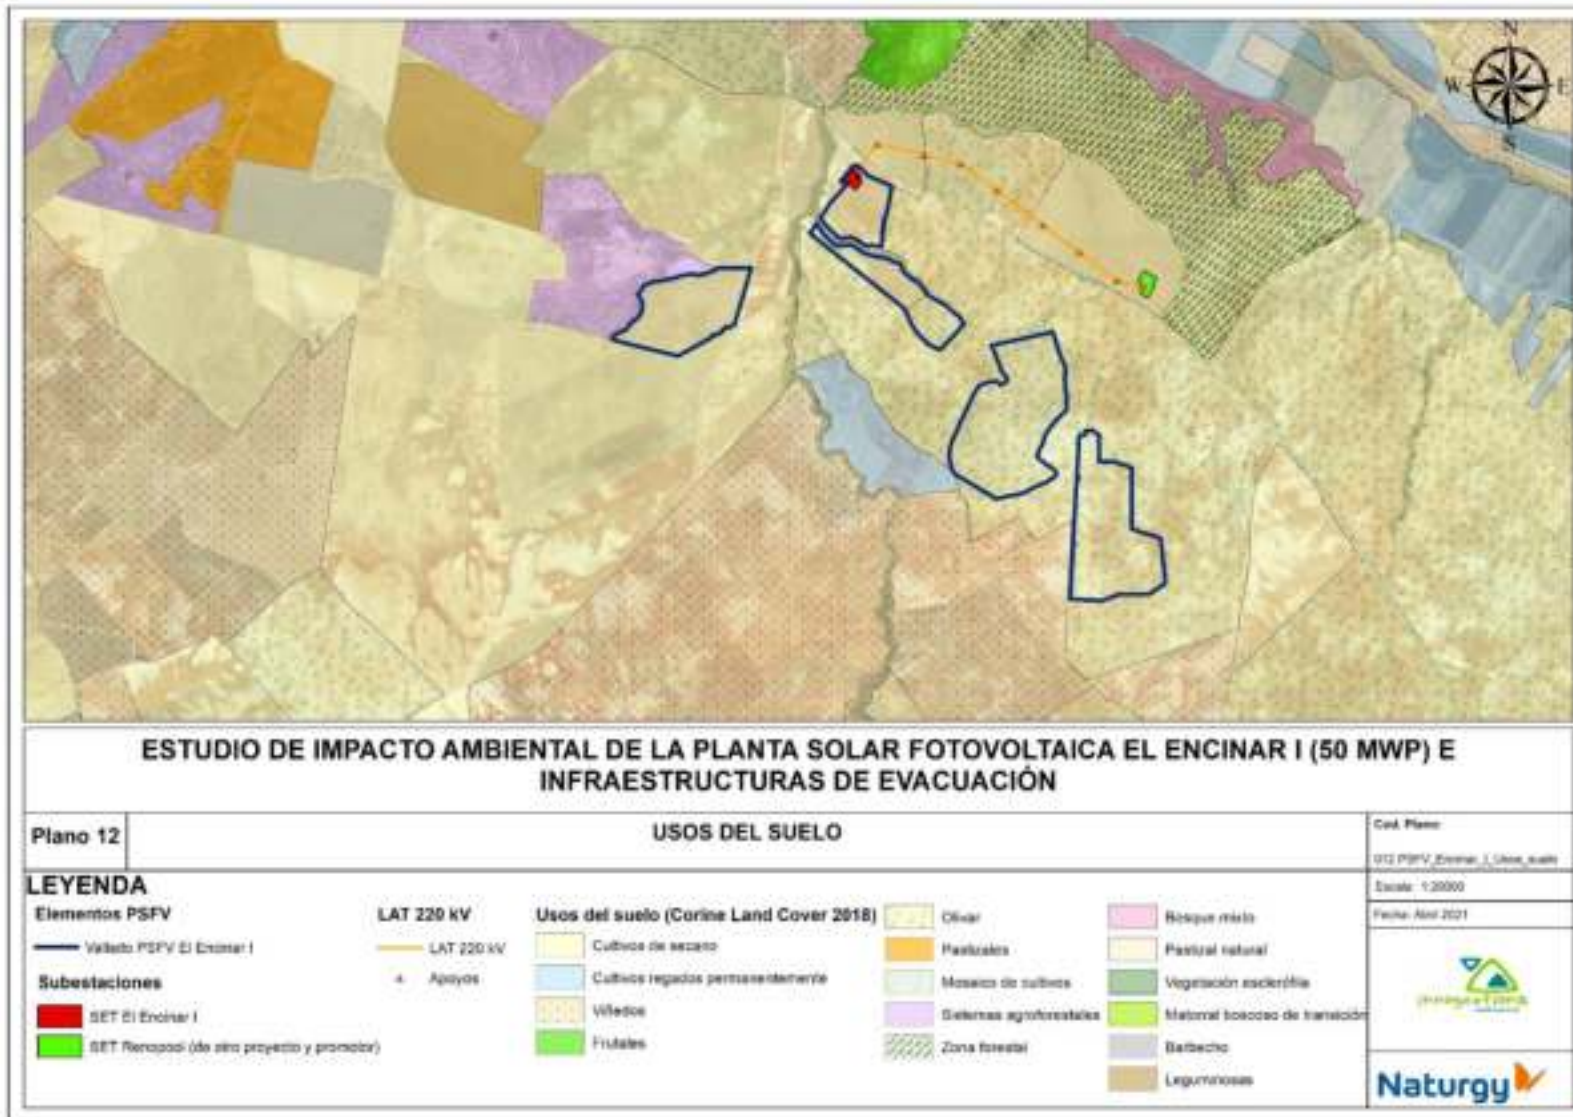 N
W E
S
ESTUDIO DE IMPACTO AMBIENTAL DE LA PLANTA SOLAR FOTOVOLTAICA EL ENCINAR I (50 MWP) E
INFRAESTRUCTURAS DE EVACUACIÓN
Plano 12
USOS DEL SUELO
Cod. Plano:
Escala: 1:20000
Fecha: Abril 2021
LEYENDA
Elementos PSFV
Vallado PSFV El Encinar I
Subestaciones
SET El Encinar I
SET Renopool (de otro proyecto y promotor)
LAT 220 kV
LAT 220 kV
Apoyos
Usos del suelo (Corine Land Cover 2018)
Cultivos de secano
Cultivos regados permanentemente
Viñedos
Frutales
Olivar
Pastizales
Mosaico de cultivos
Sistemas agroforestales
Zona forestal
Bosque mixto
Pastizal natural
Vegetación esclerófila
Matorral boscoso de transición
Barbecho
Leguminosas
Naturgy